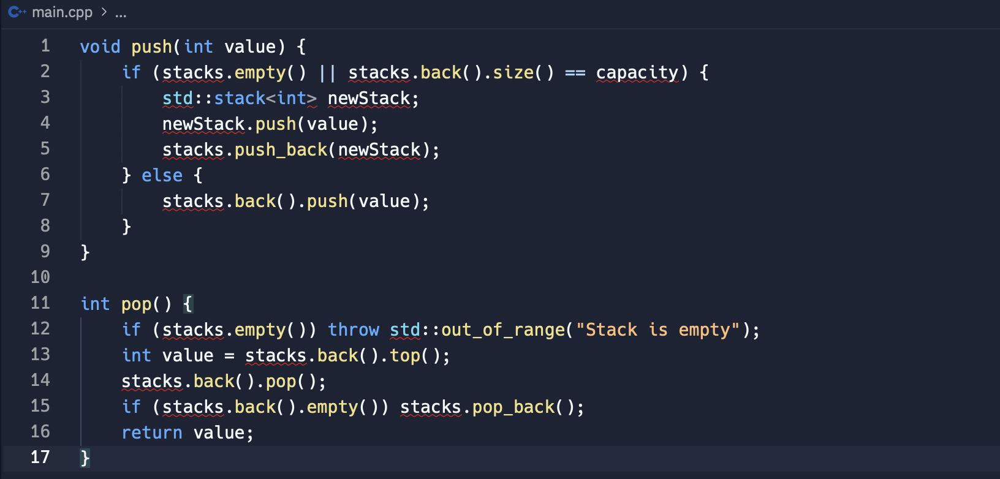 C++ main.cpp > ...
1 void push(int value) {
2     if (stacks.empty() || stacks.back().size() == capacity) {
3         std::stack<int> newStack;
4         newStack.push(value);
5         stacks.push_back(newStack);
6     } else {
7         stacks.back().push(value);
8     }
9 }
10
11 int pop() {
12     if (stacks.empty()) throw std::out_of_range("Stack is empty");
13     int value = stacks.back().top();
14     stacks.back().pop();
15     if (stacks.back().empty()) stacks.pop_back();
16     return value;
17 }